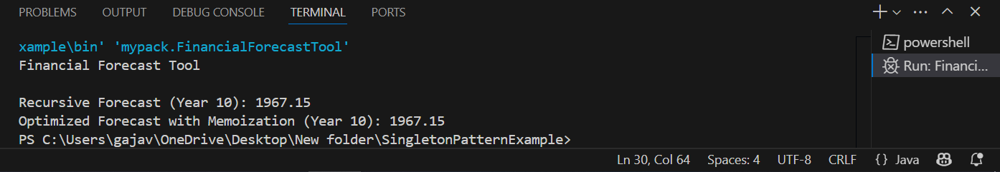 PROBLEMS OUTPUT DEBUG CONSOLE TERMINAL PORTS
xample\bin' 'mypack.FinancialForecastTool'
Financial Forecast Tool
Recursive Forecast (Year 10): 1967.15
Optimized Forecast with Memoization (Year 10): 1967.15
PS C:\Users\gajav\OneDrive\Desktop\New folder\SingletonPatternExample>
powershell
Run: Financi...
Ln 30, Col 64 Spaces: 4 UTF-8 CRLF {} Java